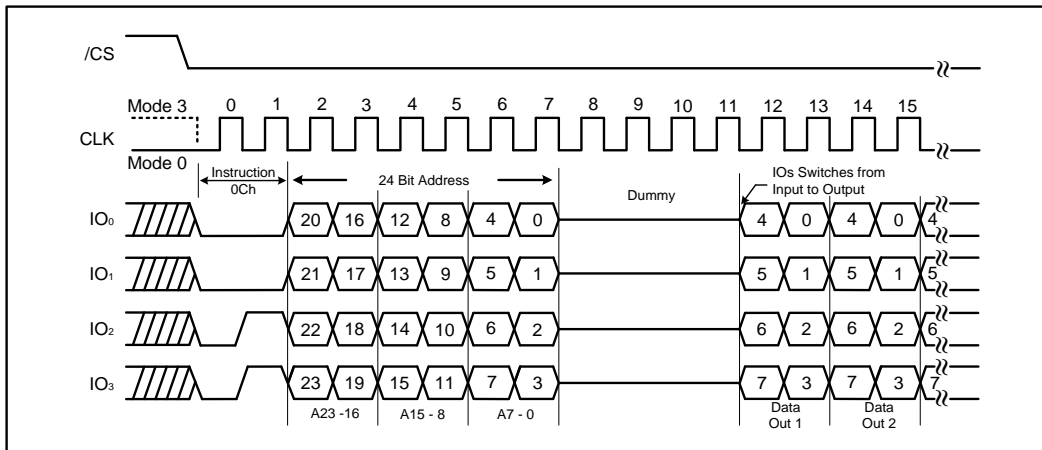 /CS
Mode 3 0 1 2 3 4 5 6 7 8 9 10 11 12 13 14 15
CLK
Mode 0
Instruction
0Ch
24 Bit Address
Dummy
IOs Switches from
Input to Output
IO0 20 16 12 8 4 0 4 0 4 0 4
IO1 21 17 13 9 5 1 5 1 5 1 5
IO2 22 18 14 10 6 2 6 2 6 2 6
IO3 23 19 15 11 7 3 7 3 7 3 7
A23 -16 A15 - 8 A7 - 0
Data
Out 1
Data
Out 2